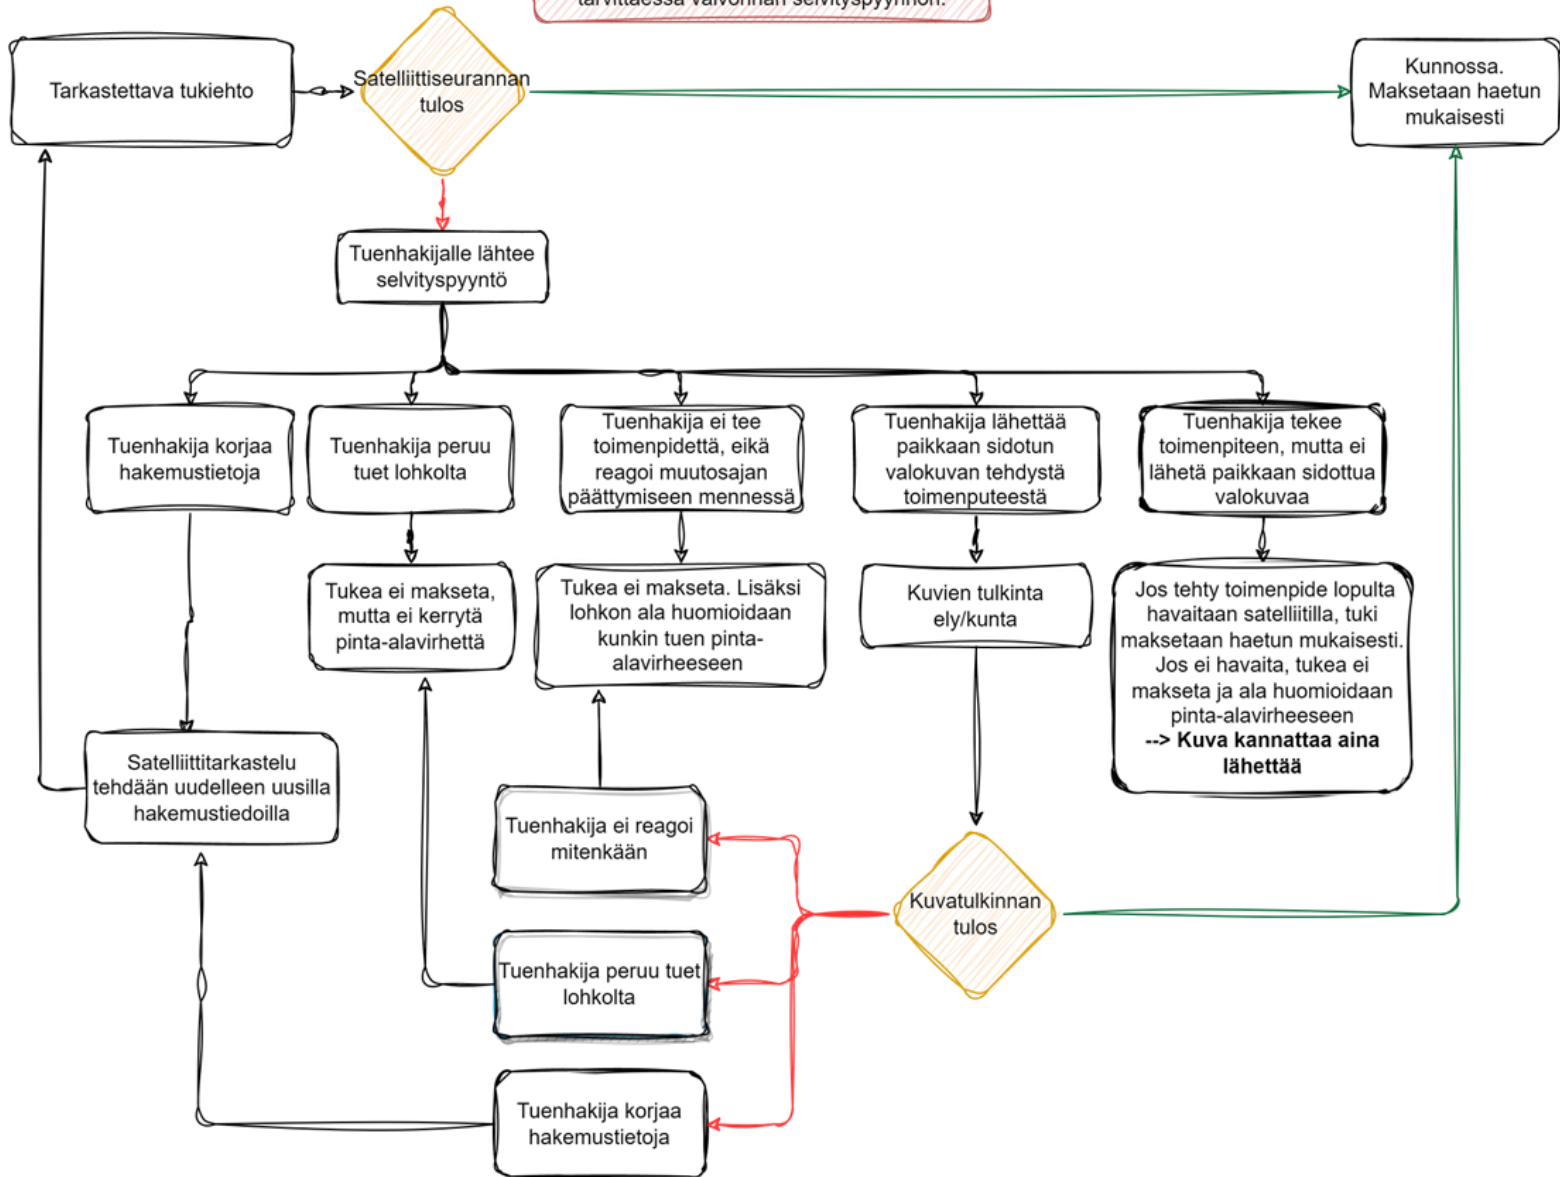 tarvittaessa valvonnan selvityspyynnön.
Tarkastettava tukiehto
Satelliittiseurannan
tulos
Kunnossa.
Maksetaan haetun
mukaisesti
Tuenhakijalle lähtee
selvityspyyntö
Tuenhakija korjaa
hakemustietoja
Tuenhakija peruu
tuet lohkolta
Tuenhakija ei tee
toimenpidettä, eikä
reagoi muutosajan
päättymiseen mennessä
Tuenhakija lähettää
paikkaan sidotun
valokuvan tehdystä
toimenputeestä
Tuenhakija tekee
toimenpiteen, mutta ei
lähetä paikkaan sidottua
valokuvaa
Tukea ei makseta,
mutta ei kerrytä
pinta-alavirhettä
Tukea ei makseta. Lisäksi
lohkon ala huomioidaan
kunkin tuen pinta-
alavirheeseen
Kuvien tulkinta
ely/kunta
Jos tehty toimenpide lopulta
havaitaan satelliitilla, tuki
maksetaan haetun mukaisesti.
Jos ei havaita, tukea ei
makseta ja ala huomioidaan
pinta-alavirheeseen
--> Kuva kannattaa aina
lähettää
Satelliittitarkastelu
tehdään uudelleen uusilla
hakemustiedoilla
Tuenhakija ei reagoi
mitenkään
Kuvatulkinnan
tulos
Tuenhakija peruu tuet
lohkolta
Tuenhakija korjaa
hakemustietoja